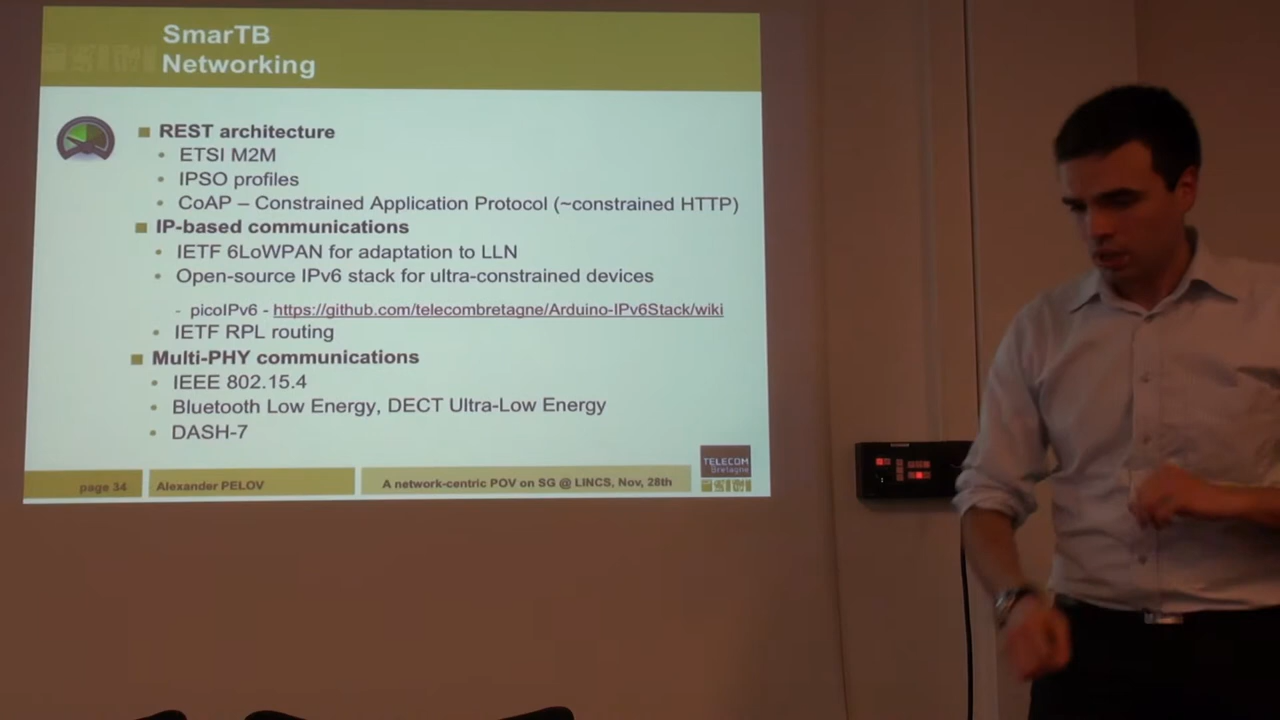 SmarTB
Networking
REST architecture
ETSI M2M
IPSO profiles
CoAP – Constrained Application Protocol (~constrained HTTP)
IP-based communications
IETF 6LoWPAN for adaptation to LLN
Open-source IPv6 stack for ultra-constrained devices
- picoIPv6 - https://github.com/telecombretagne/Arduino-IPv6Stack/wiki
IETF RPL routing
Multi-PHY communications
IEEE 802.15.4
Bluetooth Low Energy, DECT Ultra-Low Energy
DASH-7
page 34
Alexander PELOV
A network-centric POV on SG @ LINCS, Nov, 28th
TELECOM
Bretagne